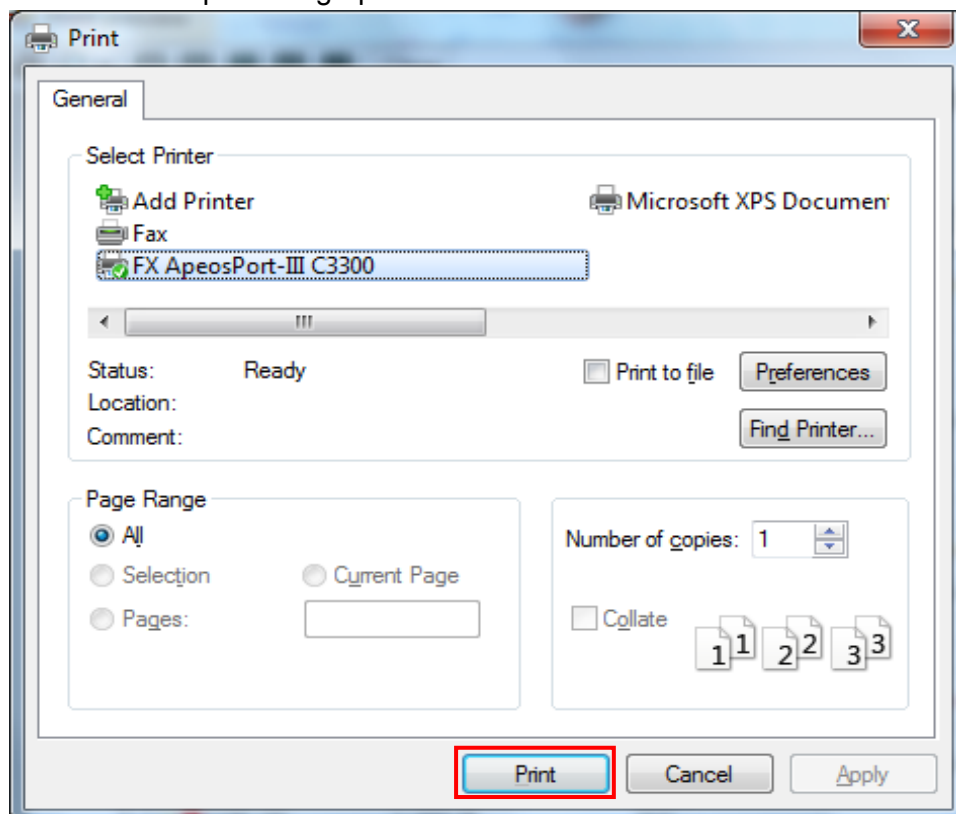 Print
General
Select Printer
Add Printer
Microsoft XPS Documen
Fax
FX ApeosPort-III C3300
Status: Ready
Print to file
Preferences
Location:
Comment:
Find Printer...
Page Range
All
Number of copies: 1
Selection
Current Page
Pages:
Collate
1 1 2 2 3 3
Print
Cancel
Apply